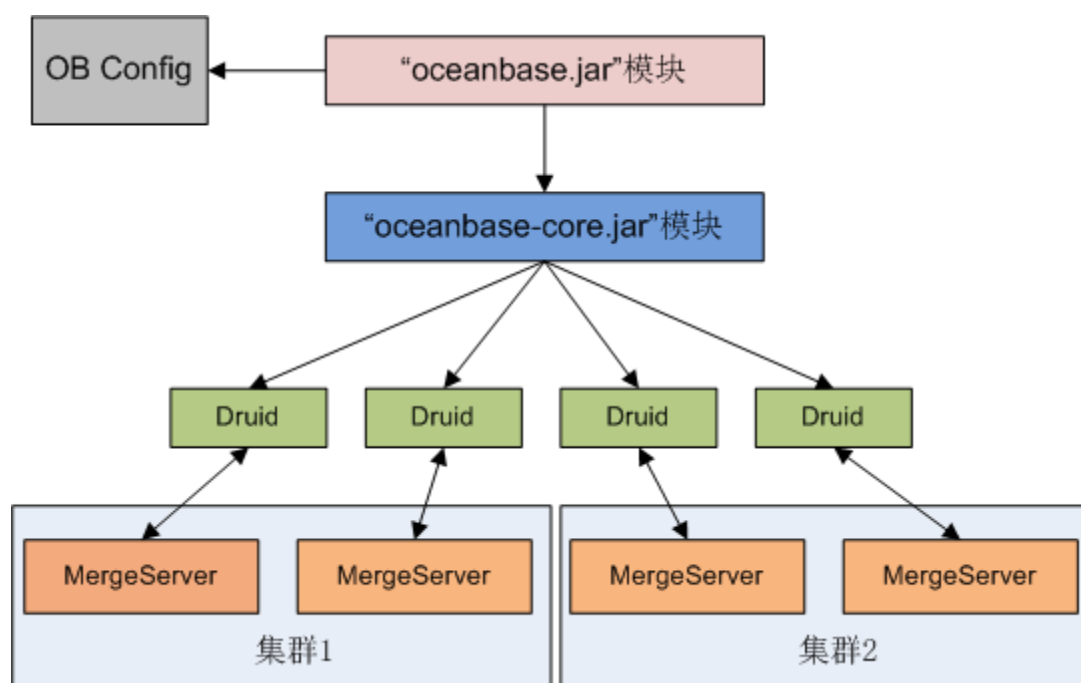 OB Config
“oceanbase.jar”模块
“oceanbase-core.jar”模块
Druid
Druid
Druid
Druid
MergeServer
MergeServer
MergeServer
MergeServer
集群1
集群2